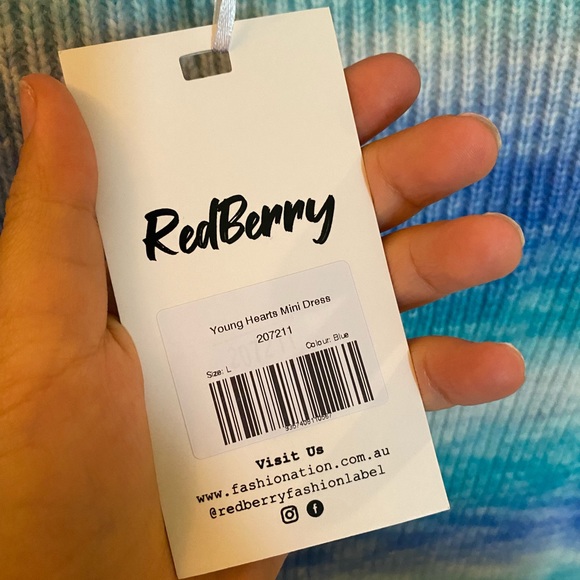 RedBerry
Young Hearts Mini Dress
207211
Size: L Colour: Blue
Visit Us
www.fashionation.com.au
@redberryfashionlabel